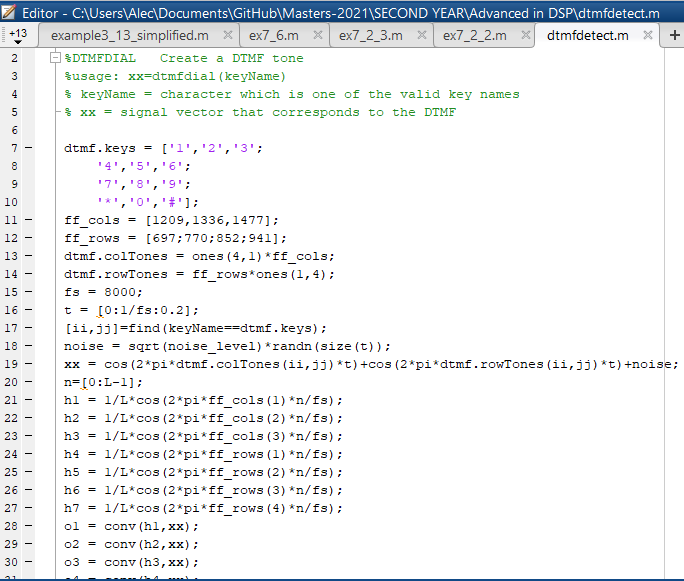 Editor - C:\Users\Alec\Documents\GitHub\Masters-2021\SECOND YEAR\Advanced in DSP\dtmfdetect.m
+13 example3_13_simplified.m ex7_6.m ex7_2_3.m ex7_2_2.m dtmfdetect.m
2 %DTMFDIAL   Create a DTMF tone
3 %usage: xx=dtmfdial(keyName)
4 % keyName = character which is one of the valid key names
5 % xx = signal vector that corresponds to the DTMF
6
7 dtmf.keys = ['1','2','3';
8 '4','5','6';
9 '7','8','9';
10 '*','0','#'];
11 ff_cols = [1209,1336,1477];
12 ff_rows = [697;770;852;941];
13 dtmf.colTones = ones(4,1)*ff_cols;
14 dtmf.rowTones = ff_rows*ones(1,4);
15 fs = 8000;
16 t = [0:1/fs:0.2];
17 [ii,jj]=find(keyName==dtmf.keys);
18 noise = sqrt(noise_level)*randn(size(t));
19 xx = cos(2*pi*dtmf.colTones(ii,jj)*t)+cos(2*pi*dtmf.rowTones(ii,jj)*t)+noise;
20 n=[0:L-1];
21 h1 = 1/L*cos(2*pi*ff_cols(1)*n/fs);
22 h2 = 1/L*cos(2*pi*ff_cols(2)*n/fs);
23 h3 = 1/L*cos(2*pi*ff_cols(3)*n/fs);
24 h4 = 1/L*cos(2*pi*ff_rows(1)*n/fs);
25 h5 = 1/L*cos(2*pi*ff_rows(2)*n/fs);
26 h6 = 1/L*cos(2*pi*ff_rows(3)*n/fs);
27 h7 = 1/L*cos(2*pi*ff_rows(4)*n/fs);
28 o1 = conv(h1,xx);
29 o2 = conv(h2,xx);
30 o3 = conv(h3,xx);